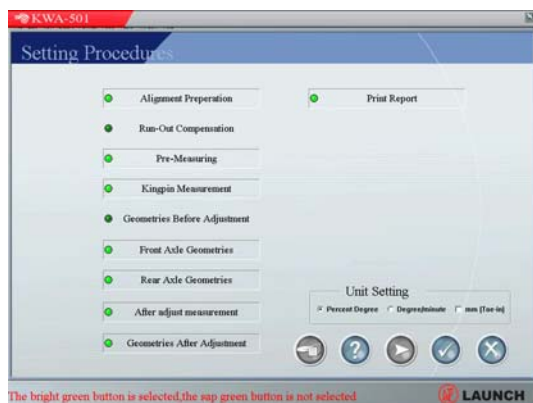 KWA-501
Setting Procedures
Alignment Preperation
Run-Out Compensation
Pre-Measuring
Kingpin Measurement
Geometries Before Adjustment
Front Axle Geometries
Rear Axle Geometries
After adjust measurement
Geometries After Adjustment
Print Report
Unit Setting
Percent Degree Degree/minute mm (Toe-in)
?
The bright green button is selected,the sap green button is not selected
LAUNCH